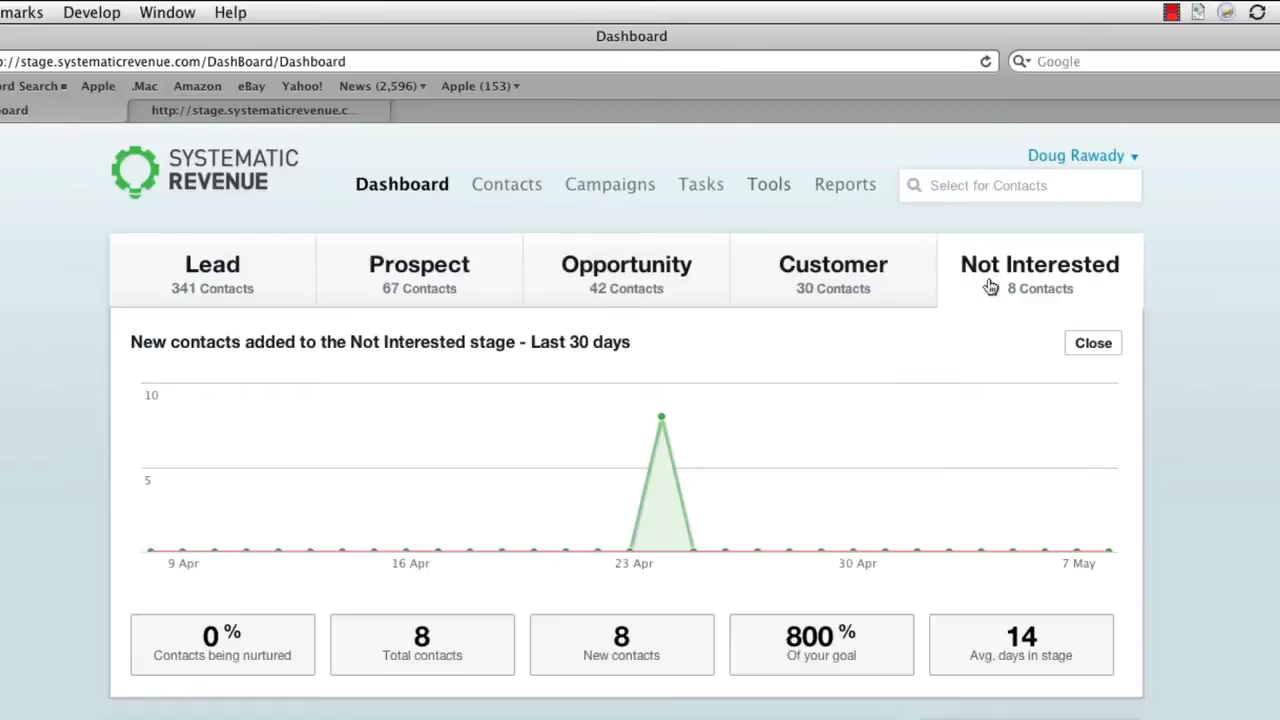 marks Develop Window Help
Dashboard
://stage.systematicrevenue.com/DashBoard/Dashboard
Google
rd Search Apple .Mac Amazon eBay Yahoo! News (2,596) Apple (153)
oard http://stage.systematicrevenue.c...
Doug Rawady
SYSTEMATIC
REVENUE
Dashboard Contacts Campaigns Tasks Tools Reports
Select for Contacts
Lead Prospect Opportunity Customer Not Interested
341 Contacts 67 Contacts 42 Contacts 30 Contacts 8 Contacts
New contacts added to the Not Interested stage - Last 30 days
Close
10
5
9 Apr 16 Apr 23 Apr 30 Apr 7 May
0 % 8 8 800 % 14
Contacts being nurtured Total contacts New contacts Of your goal Avg. days in stage